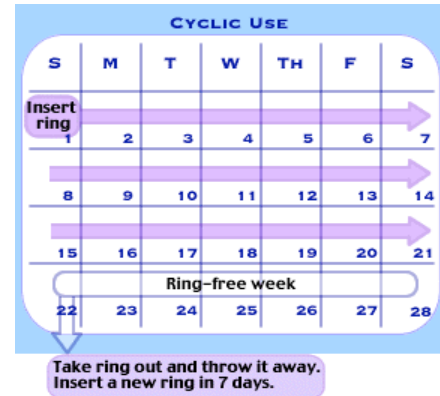 CYCLIC USE
S M T W TH F S
Insert
ring
1 2 3 4 5 6 7
8 9 10 11 12 13 14
15 16 17 18 19 20 21
Ring-free week
22 23 24 25 26 27 28
Take ring out and throw it away.
Insert a new ring in 7 days.